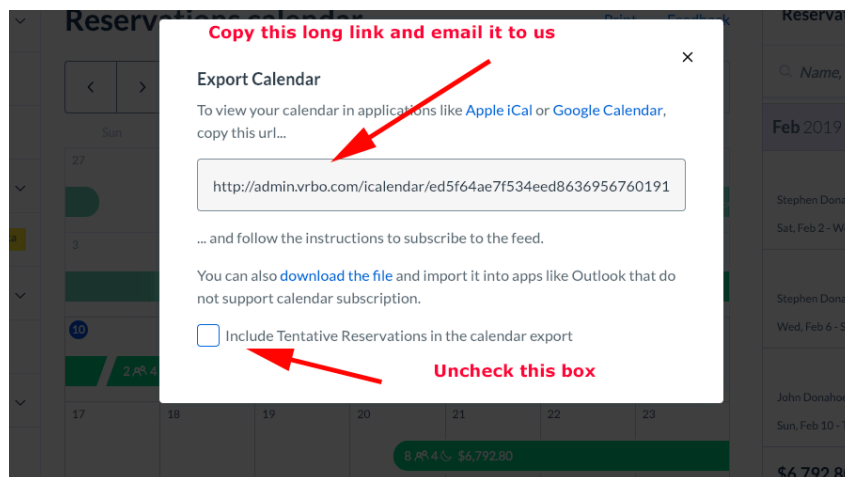 Reservations calendar
Print
Feedback
Copy this long link and email it to us
Export Calendar
To view your calendar in applications like Apple iCal or Google Calendar,
copy this url...
http://admin.vrbo.com/icalendar/ed5f64ae7f534eed8636956760191
... and follow the instructions to subscribe to the feed.
You can also download the file and import it into apps like Outlook that do
not support calendar subscription.
Include Tentative Reservations in the calendar export
Uncheck this box
Sun
27
3
10
2 4
17
18
19
20
21
22
23
8 4 $6,792.80
Name,
Feb 2019
Stephen Dona
Sat, Feb 2 - W
Stephen Dona
Wed, Feb 6 - S
John Donaho
Sun, Feb 10 -
$6,792.8